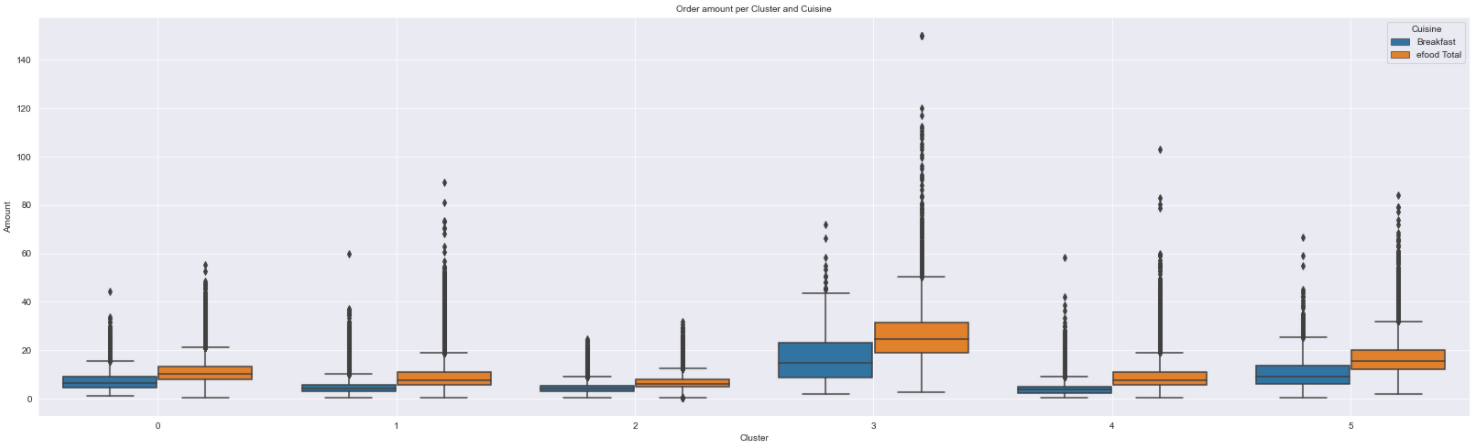 Order amount per Cluster and Cuisine
Cuisine
Breakfast
efood Total
Amount
140
120
100
80
60
40
20
0
0 1 2 3 4 5
Cluster